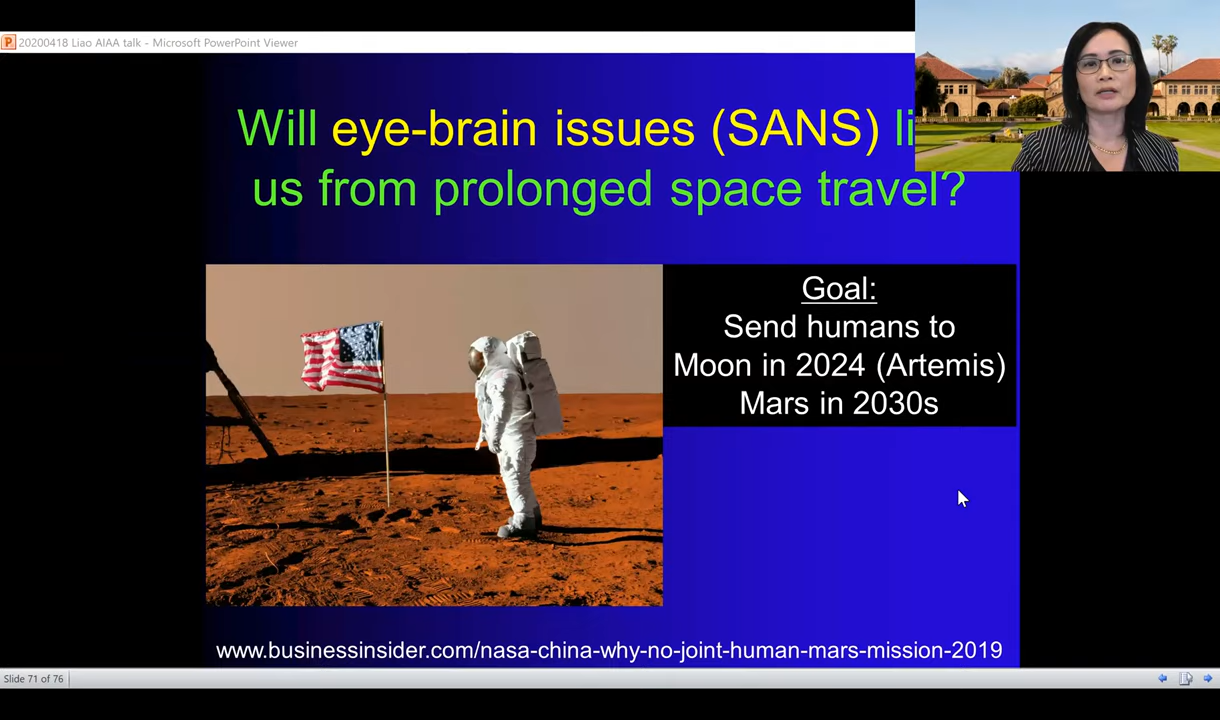 20200418 Liao AIAA talk - Microsoft PowerPoint Viewer
Will eye-brain issues (SANS)
us from prolonged space travel?
Goal:
Send humans to
Moon in 2024 (Artemis)
Mars in 2030s
www.businessinsider.com/nasa-china-why-no-joint-human-mars-mission-2019
Slide 71 of 76